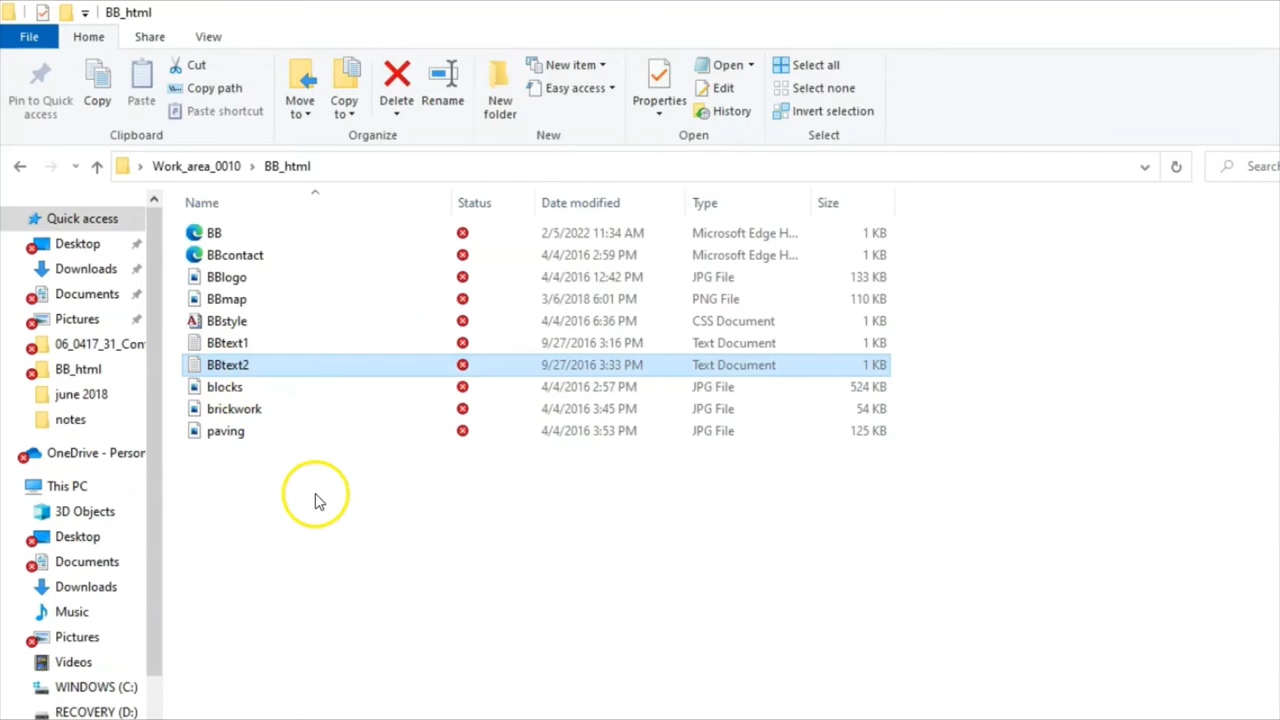 BB_html
File Home Share View
Pin to Quick access
Copy
Paste
Cut
Copy path
Paste shortcut
Clipboard
Move to
Copy to
Delete
Rename
Organize
New folder
New item
Easy access
New
Properties
Open
Edit
History
Open
Select all
Select none
Invert selection
Select
Work_area_0010 BB_html
Searc
Name Status Date modified Type Size
BB 2/5/2022 11:34 AM Microsoft Edge H... 1 KB
BBcontact 4/4/2016 2:59 PM Microsoft Edge H... 1 KB
BBlogo 4/4/2016 12:42 PM JPG File 133 KB
BBmap 3/6/2018 6:01 PM PNG File 110 KB
BBstyle 4/4/2016 6:36 PM CSS Document 1 KB
BBtext1 9/27/2016 3:16 PM Text Document 1 KB
BBtext2 9/27/2016 3:33 PM Text Document 1 KB
blocks 4/4/2016 2:57 PM JPG File 524 KB
brickwork 4/4/2016 3:45 PM JPG File 54 KB
paving 4/4/2016 3:53 PM JPG File 125 KB
Quick access
Desktop
Downloads
Documents
Pictures
06_0417_31_Con
BB_html
june 2018
notes
OneDrive - Person
This PC
3D Objects
Desktop
Documents
Downloads
Music
Pictures
Videos
WINDOWS (C:)
RECOVERY (D:)